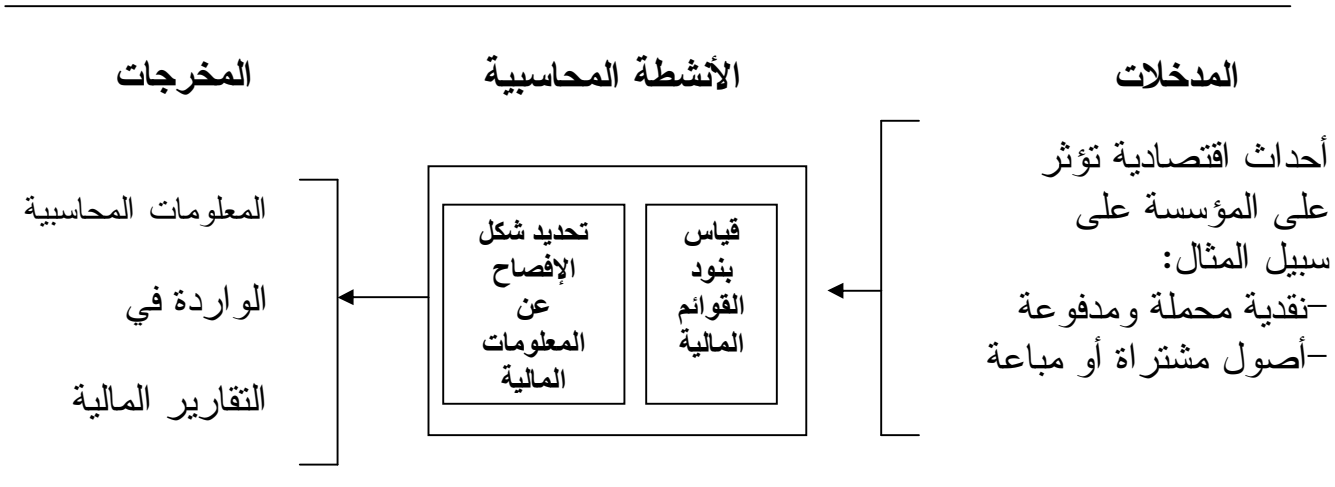 المدخلات
الأنشطة المحاسبية
المخرجات
أحداث اقتصادية تؤثر
على المؤسسة على
سبيل المثال:
-نقدية محملة ومدفوعة
-أصول مشتراة أو مباعة
قياس
بنود
القوائم
المالية
تحديد شكل
الإفصاح
عن
المعلومات
المالية
المعلومات المحاسبية
الواردة في
التقارير المالية